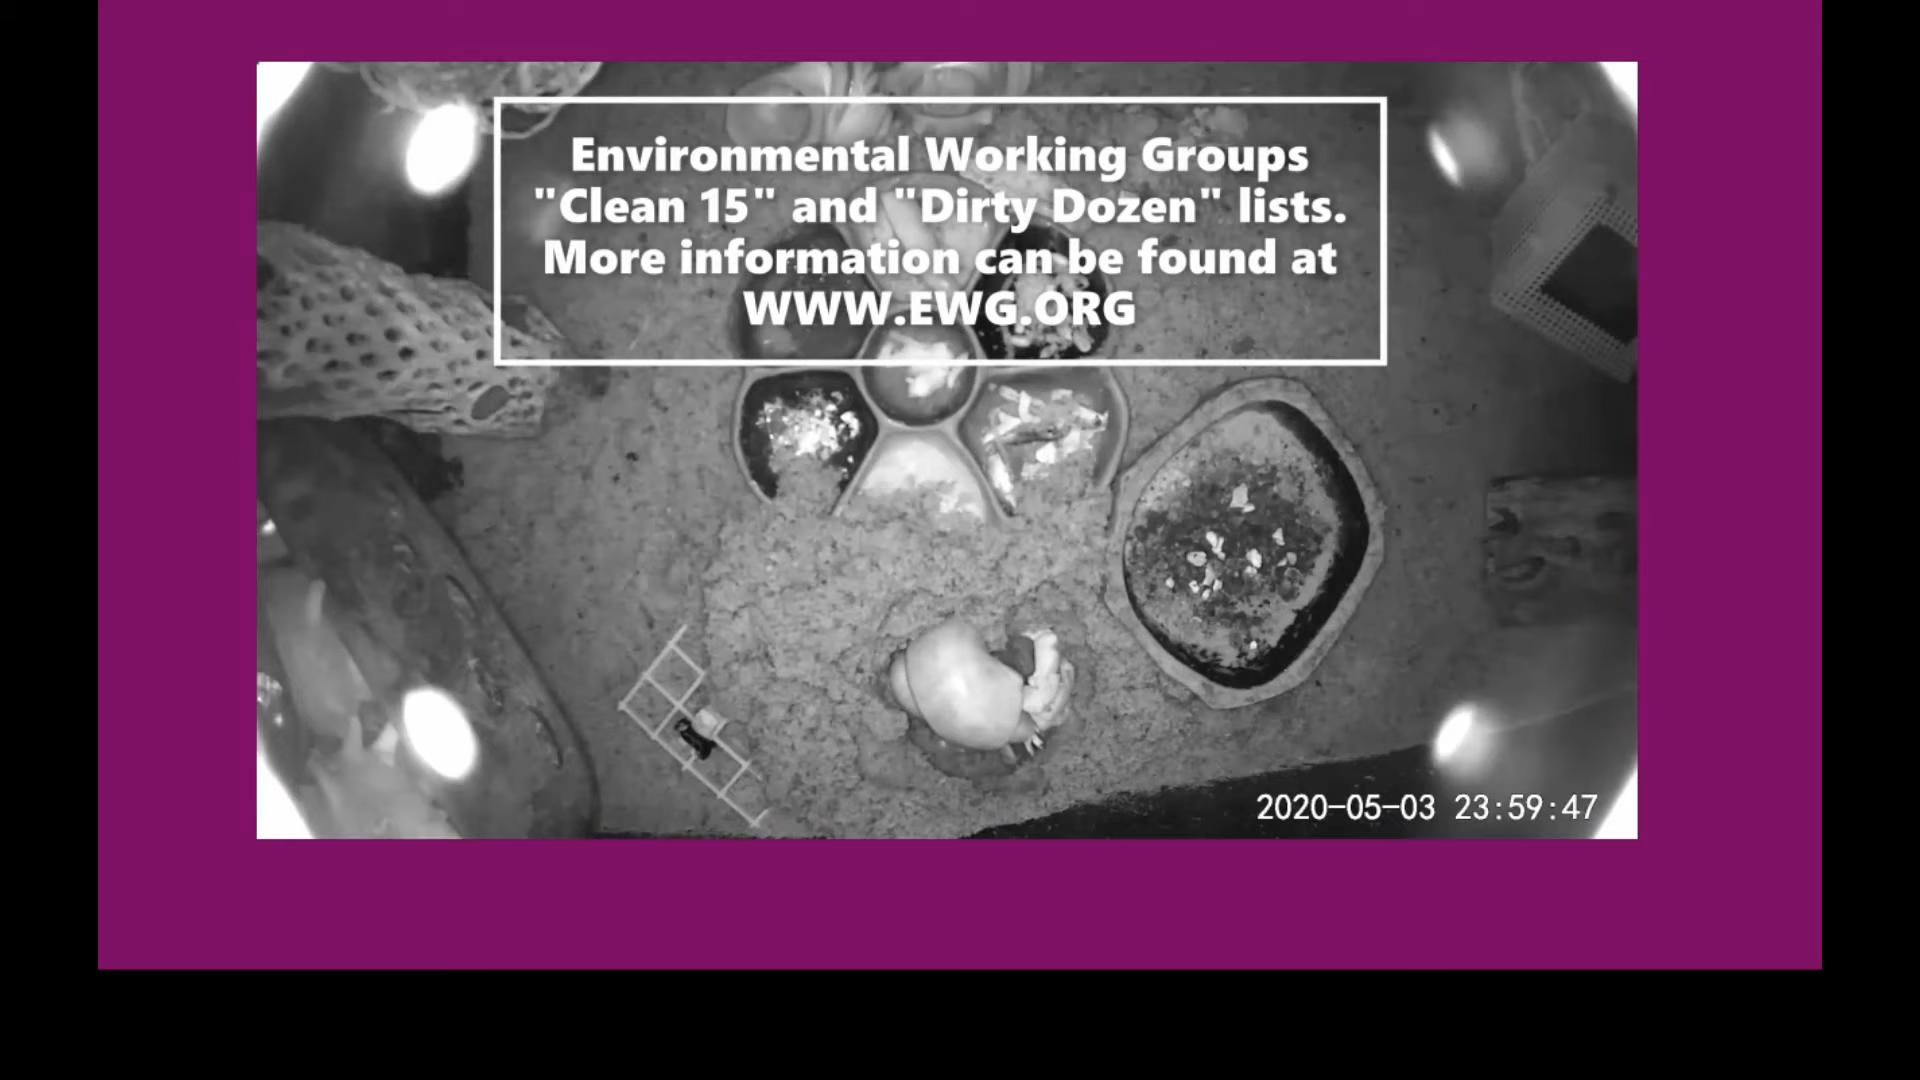 Environmental Working Groups
"Clean 15" and "Dirty Dozen" lists.
More information can be found at
WWW.EWG.ORG
2020-05-03 23:59:47